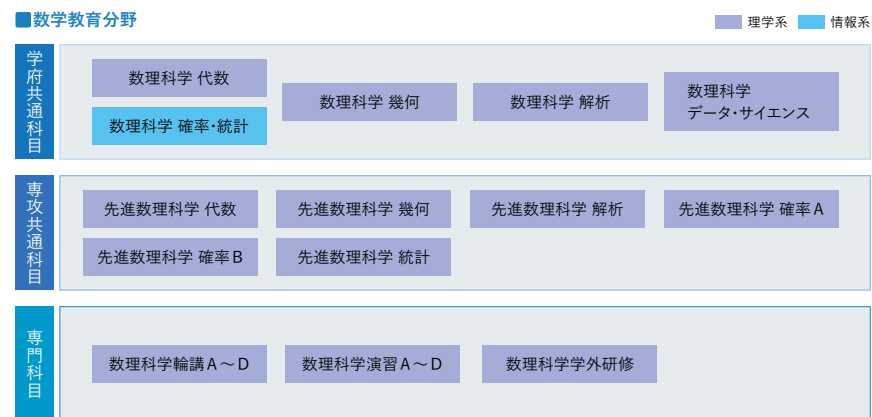 ■数学教育分野
理学系
情報系
学府共通科目
数理科学 代数
数理科学 確率・統計
数理科学 幾何
数理科学 解析
数理科学
データ・サイエンス
専攻共通科目
先進数理科学 代数
先進数理科学 幾何
先進数理科学 解析
先進数理科学 確率A
先進数理科学 確率B
先進数理科学 統計
専門科目
数理科学輪講A～D
数理科学演習A～D
数理科学学外研修